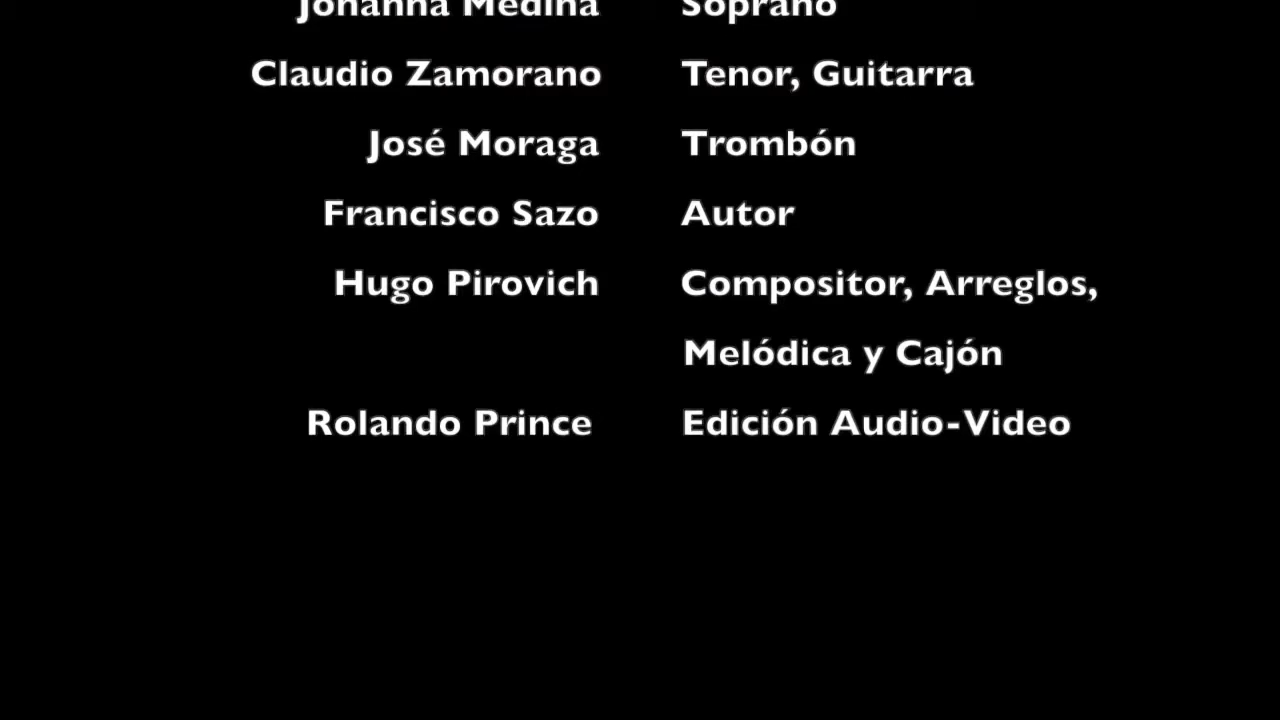 Johanna Medina Soprano
Claudio Zamorano Tenor, Guitarra
José Moraga Trombón
Francisco Sazo Autor
Hugo Pirovich Compositor, Arreglos,
Melódica y Cajón
Rolando Prince Edición Audio-Video